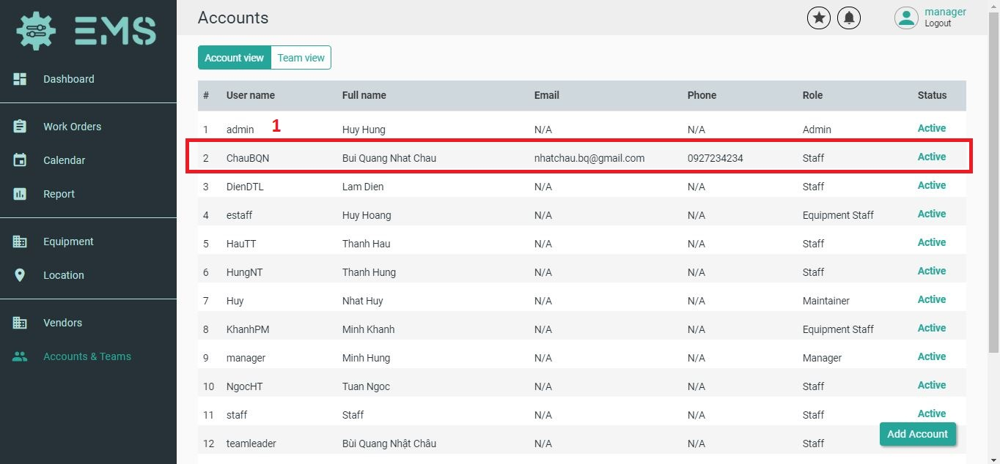 EMS
Accounts
manager
Logout
Account view Team view
Dashboard
Work Orders
Calendar
Report
Equipment
Location
Vendors
Accounts & Teams
# User name Full name Email Phone Role Status
1 admin 1 Huy Hung N/A N/A Admin Active
2 ChauBQN Bui Quang Nhat Chau nhatchau.bq@gmail.com 0927234234 Staff Active
3 DienDTL Lam Dien N/A N/A Staff Active
4 estaff Huy Hoang N/A N/A Equipment Staff Active
5 HauTT Thanh Hau N/A N/A Staff Active
6 HungNT Thanh Hung N/A N/A Staff Active
7 Huy Nhat Huy N/A N/A Maintainer Active
8 KhanhPM Minh Khanh N/A N/A Equipment Staff Active
9 manager Minh Hung N/A N/A Manager Active
10 NgocHT Tuan Ngoc N/A N/A Staff Active
11 staff Staff N/A N/A Staff Active
12 teamleader Bùi Quang Nhật Châu N/A N/A Staff
Add Account